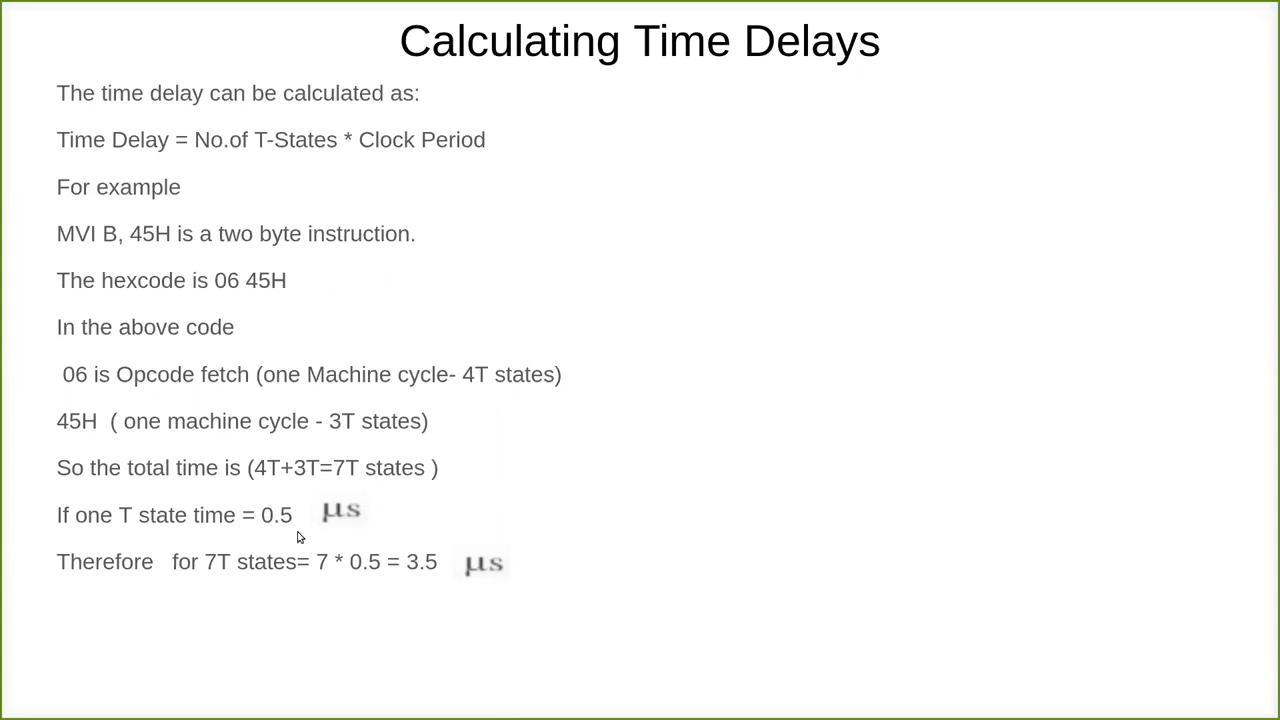 Calculating Time Delays
The time delay can be calculated as:
Time Delay = No.of T-States * Clock Period
For example
MVI B, 45H is a two byte instruction.
The hexcode is 06 45H
In the above code
06 is Opcode fetch (one Machine cycle- 4T states)
45H  ( one machine cycle - 3T states)
So the total time is (4T+3T=7T states )
If one T state time = 0.5 µs
Therefore   for 7T states= 7 * 0.5 = 3.5 µs